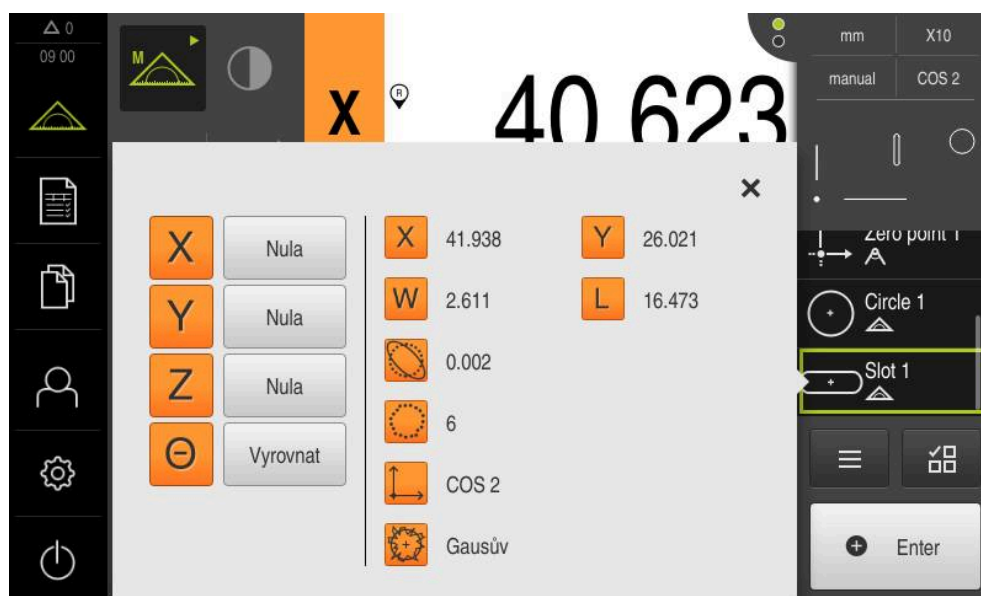 0
09 00
M
X
R
40.623
mm
X10
manual
COS 2
X Nula
Y Nula
Z Nula
Θ Vyrovnat
X 41.938
Y 26.021
W 2.611
L 16.473
0.002
6
COS 2
Gausův
Zero point 1
Circle 1
Slot 1
Enter